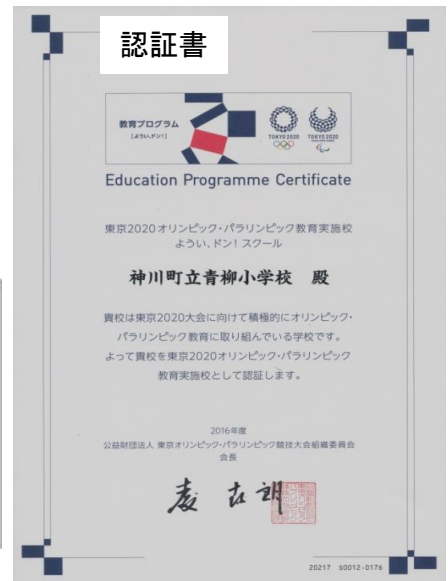 認証書
教育プログラム
[ようい、ドン!]
TOKYO 2020
TOKYO 2020
Education Programme Certificate
東京2020オリンピック・パラリンピック教育実施校
ようい、ドン! スクール
神川町立青柳小学校 殿
貴校は東京2020大会に向けて積極的にオリンピック・
パラリンピック教育に取り組んでいる学校です。
よって貴校を東京2020オリンピック・パラリンピック
教育実施校として認証します。
2016年度
公益財団法人 東京オリンピック・パラリンピック競技大会組織委員会
会長
20217 S0012-0176